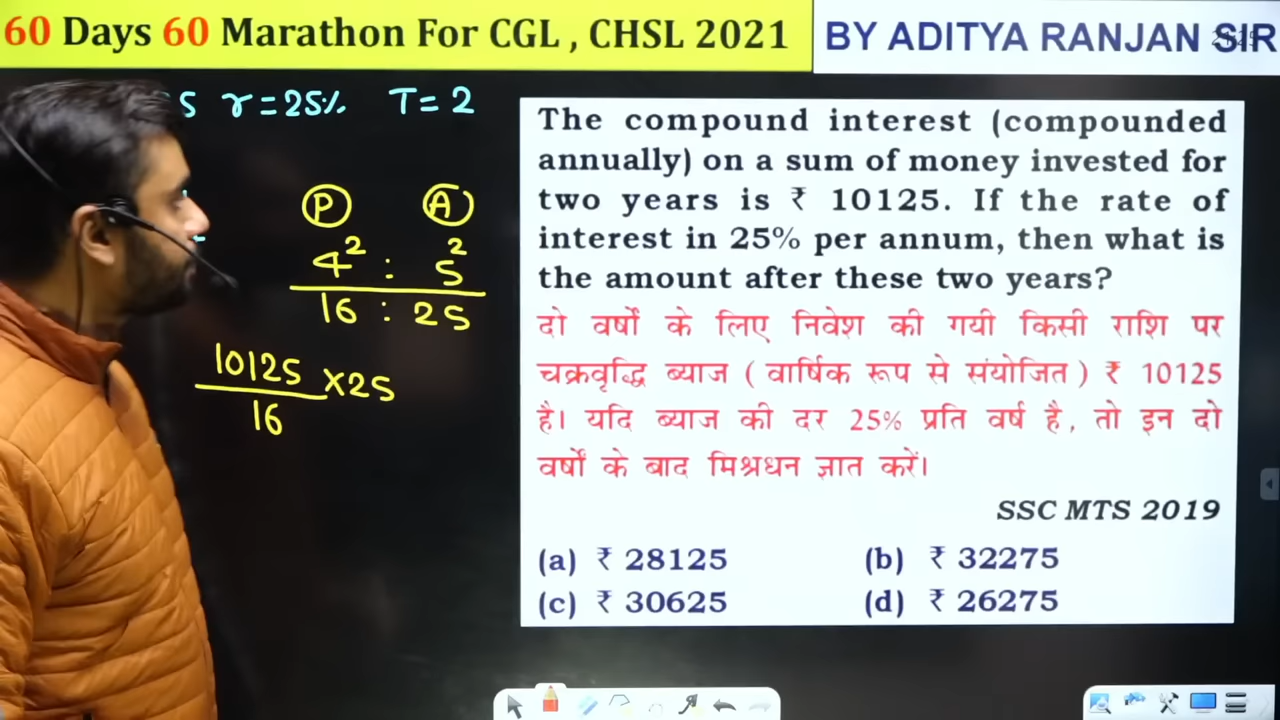 60 Days 60 Marathon For CGL , CHSL 2021
BY ADITYA RANJAN SIR
5 r=25% T= 2
P A
4² : 5²
16 : 25
10125
×25
16
The compound interest (compounded
annually) on a sum of money invested for
two years is ₹ 10125. If the rate of
interest in 25% per annum, then what is
the amount after these two years?
दो वर्षों के लिए निवेश की गयी किसी राशि पर
चक्रवृद्धि ब्याज ( वार्षिक रूप से संयोजित ) ₹ 10125
है। यदि ब्याज की दर 25% प्रति वर्ष है, तो इन दो
वर्षों के बाद मिश्रधन ज्ञात करें।
SSC MTS 2019
(a) ₹ 28125 (b) ₹ 32275
(c) ₹ 30625 (d) ₹ 26275